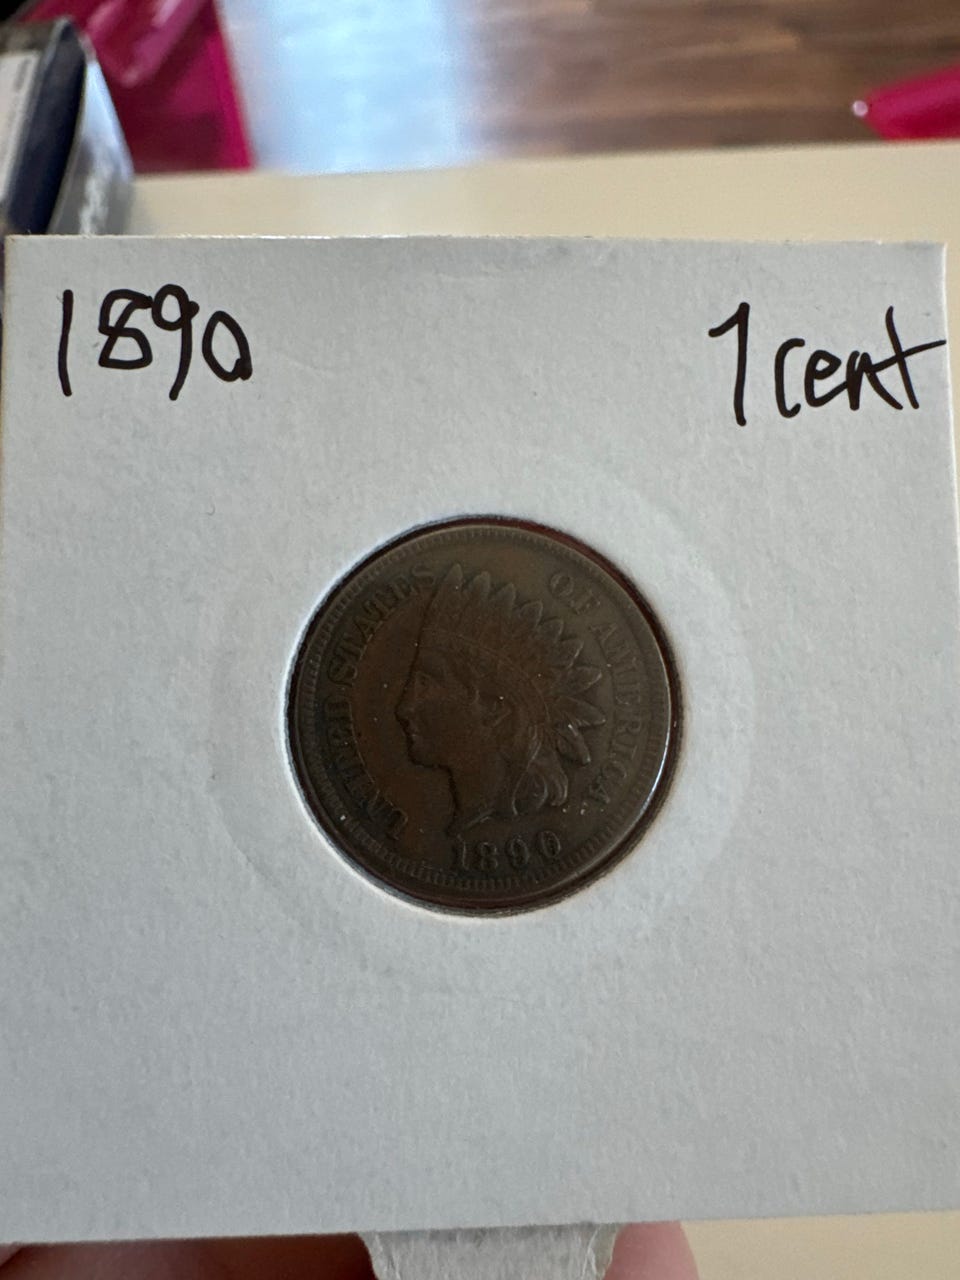 1890
1 cent
UNITED STATES OF AMERICA
1890